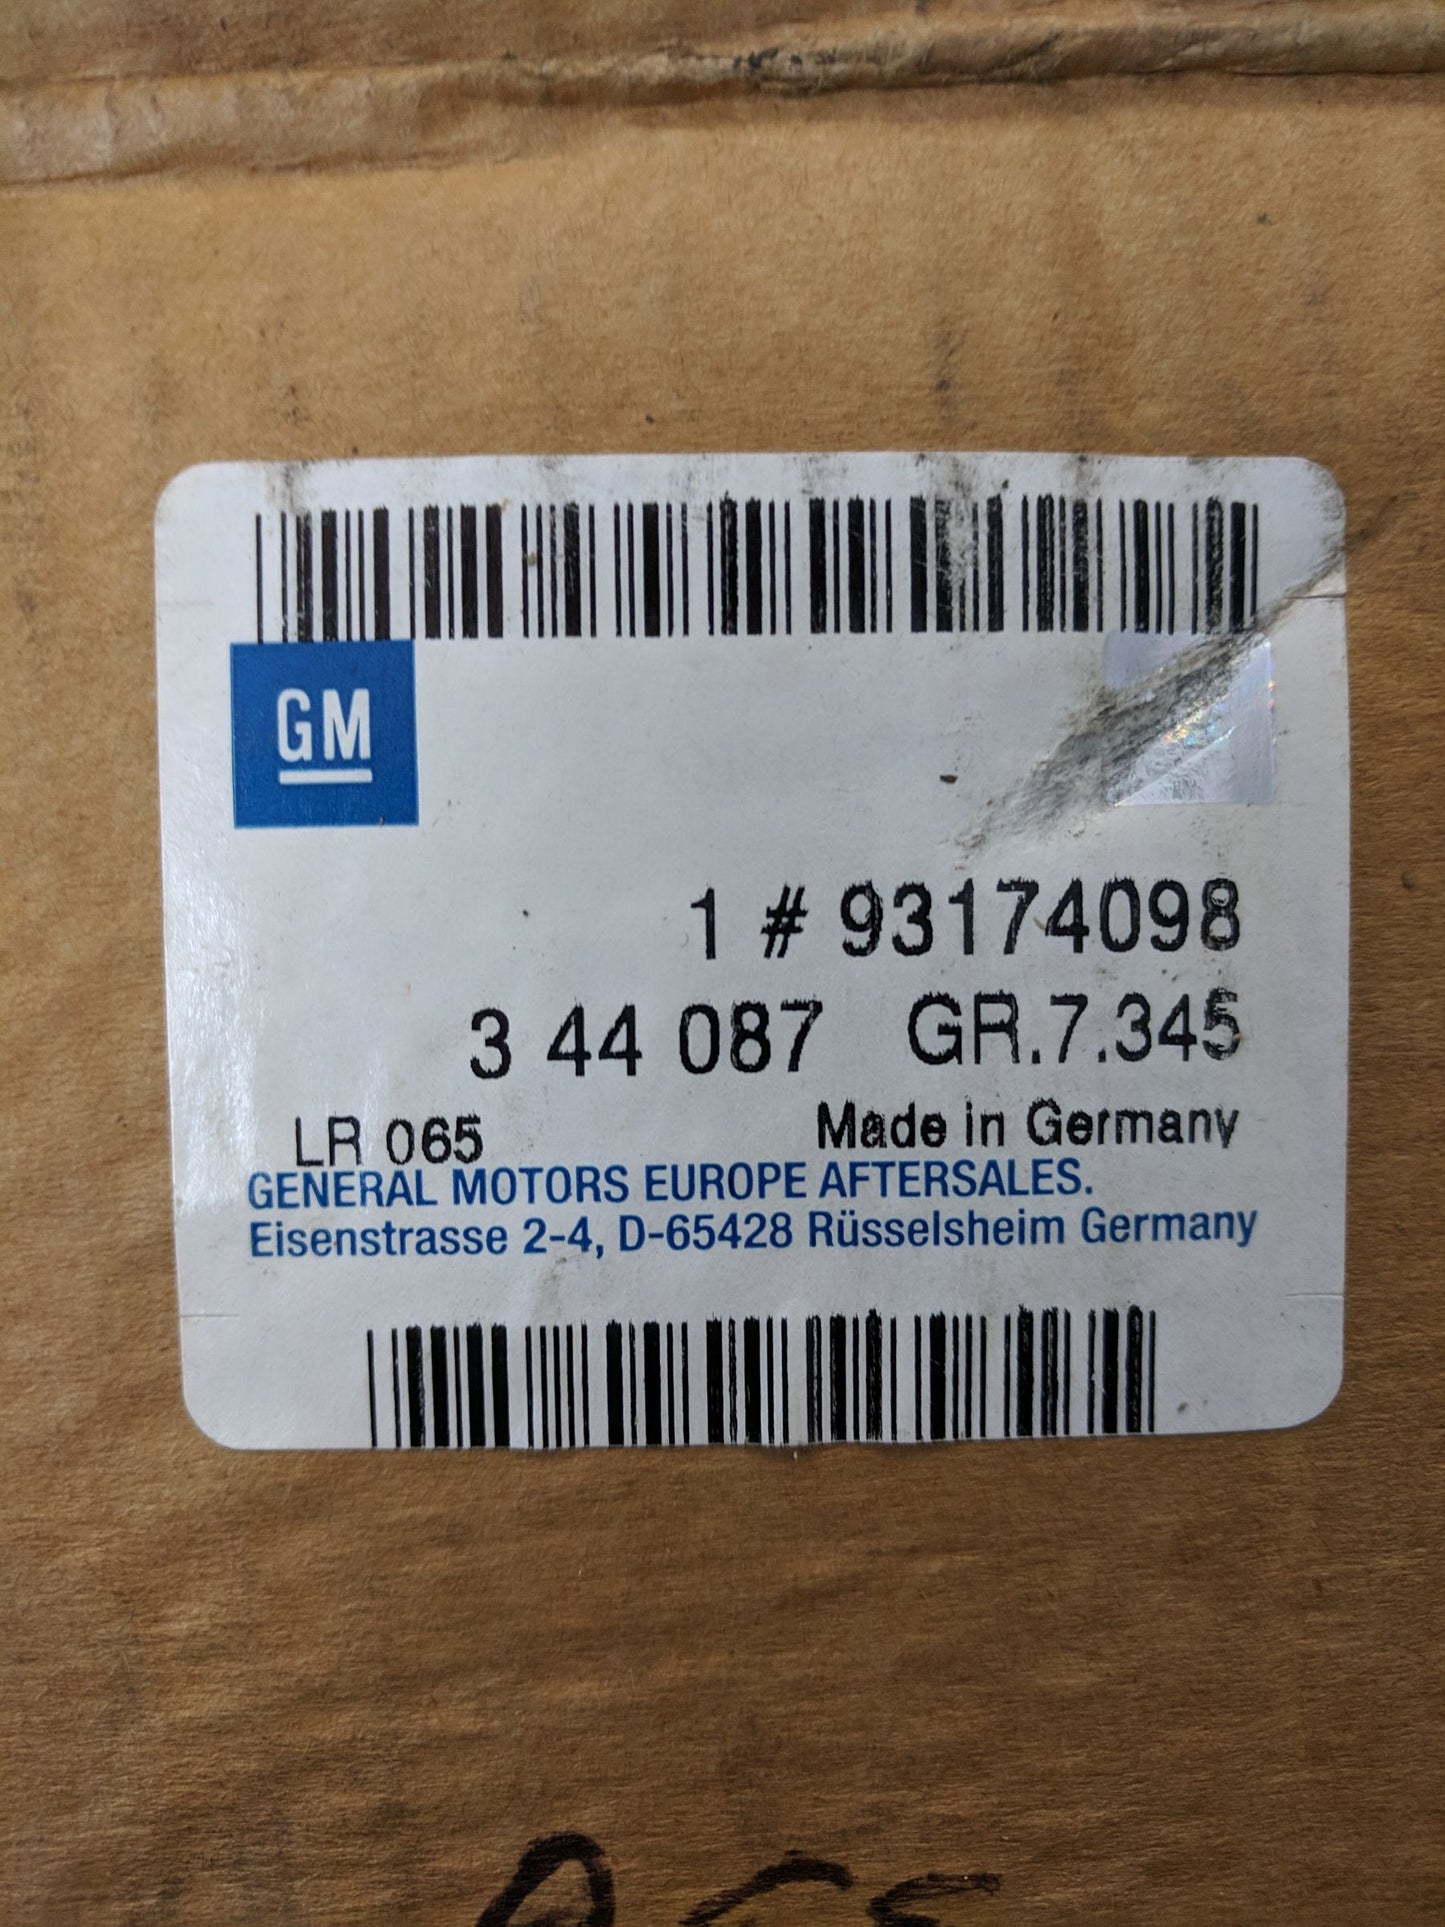 GM
1 # 93174098
3 44 087 GR.7.345
LR 065 Made in Germany
GENERAL MOTORS EUROPE AFTERSALES.
Eisenstrasse 2-4, D-65428 Rüsselsheim Germany